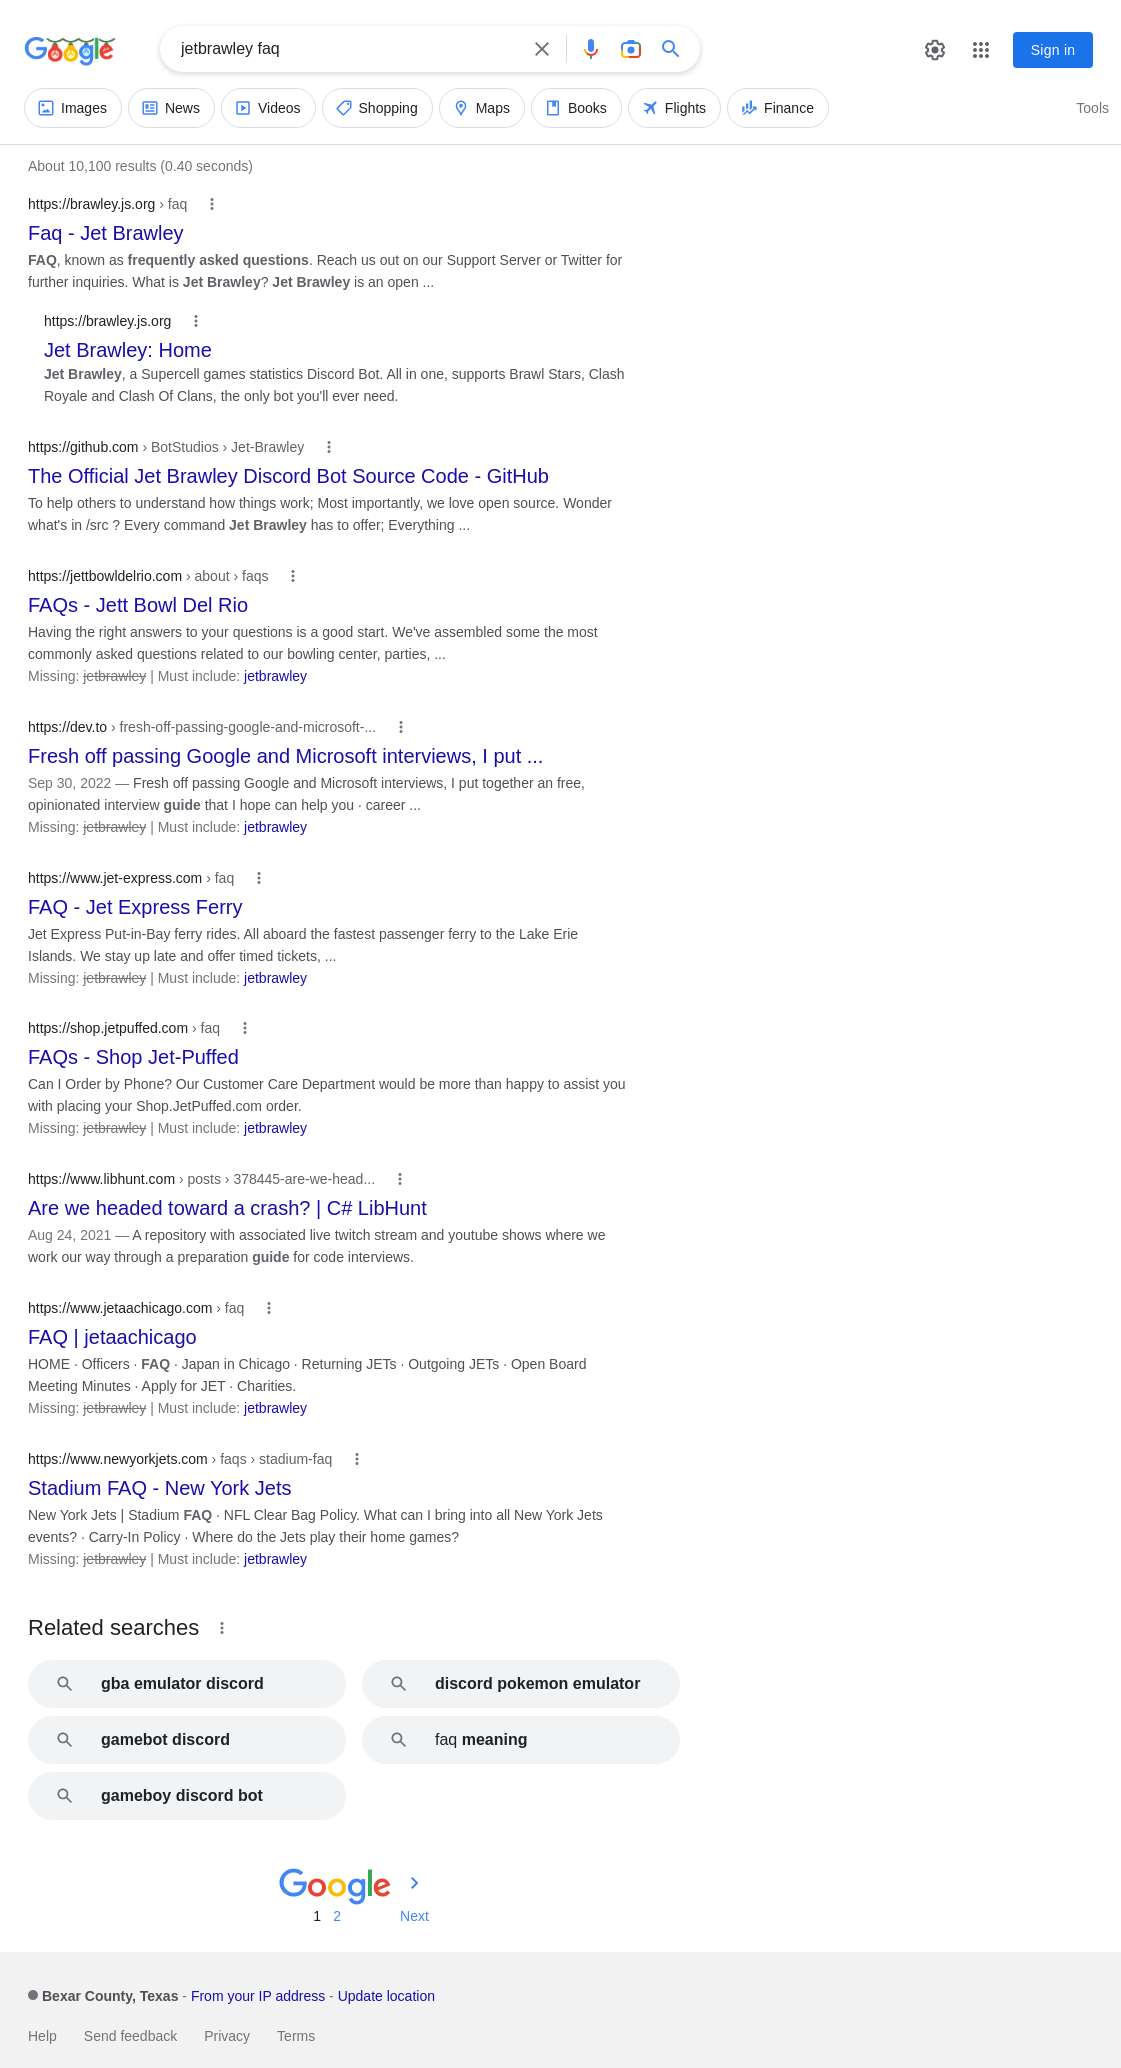 Google
jetbrawley faq
Sign in
Images News Videos Shopping Maps Books Flights Finance Tools
About 10,100 results (0.40 seconds)
https://brawley.js.org › faq
Faq - Jet Brawley
FAQ, known as frequently asked questions. Reach us out on our Support Server or Twitter for
further inquiries. What is Jet Brawley? Jet Brawley is an open ...
https://brawley.js.org
Jet Brawley: Home
Jet Brawley, a Supercell games statistics Discord Bot. All in one, supports Brawl Stars, Clash
Royale and Clash Of Clans, the only bot you'll ever need.
https://github.com › BotStudios › Jet-Brawley
The Official Jet Brawley Discord Bot Source Code - GitHub
To help others to understand how things work; Most importantly, we love open source. Wonder
what's in /src ? Every command Jet Brawley has to offer; Everything ...
https://jettbowldelrio.com › about › faqs
FAQs - Jett Bowl Del Rio
Having the right answers to your questions is a good start. We've assembled some the most
commonly asked questions related to our bowling center, parties, ...
Missing: jetbrawley | Must include: jetbrawley
https://dev.to › fresh-off-passing-google-and-microsoft-...
Fresh off passing Google and Microsoft interviews, I put ...
Sep 30, 2022 — Fresh off passing Google and Microsoft interviews, I put together an free,
opinionated interview guide that I hope can help you · career ...
Missing: jetbrawley | Must include: jetbrawley
https://www.jet-express.com › faq
FAQ - Jet Express Ferry
Jet Express Put-in-Bay ferry rides. All aboard the fastest passenger ferry to the Lake Erie
Islands. We stay up late and offer timed tickets, ...
Missing: jetbrawley | Must include: jetbrawley
https://shop.jetpuffed.com › faq
FAQs - Shop Jet-Puffed
Can I Order by Phone? Our Customer Care Department would be more than happy to assist you
with placing your Shop.JetPuffed.com order.
Missing: jetbrawley | Must include: jetbrawley
https://www.libhunt.com › posts › 378445-are-we-head...
Are we headed toward a crash? | C# LibHunt
Aug 24, 2021 — A repository with associated live twitch stream and youtube shows where we
work our way through a preparation guide for code interviews.
https://www.jetaachicago.com › faq
FAQ | jetaachicago
HOME · Officers · FAQ · Japan in Chicago · Returning JETs · Outgoing JETs · Open Board
Meeting Minutes · Apply for JET · Charities.
Missing: jetbrawley | Must include: jetbrawley
https://www.newyorkjets.com › faqs › stadium-faq
Stadium FAQ - New York Jets
New York Jets | Stadium FAQ · NFL Clear Bag Policy. What can I bring into all New York Jets
events? · Carry-In Policy · Where do the Jets play their home games?
Missing: jetbrawley | Must include: jetbrawley
Related searches
gba emulator discord
discord pokemon emulator
gamebot discord
faq meaning
gameboy discord bot
Google
1 2 Next
Bexar County, Texas - From your IP address - Update location
Help Send feedback Privacy Terms